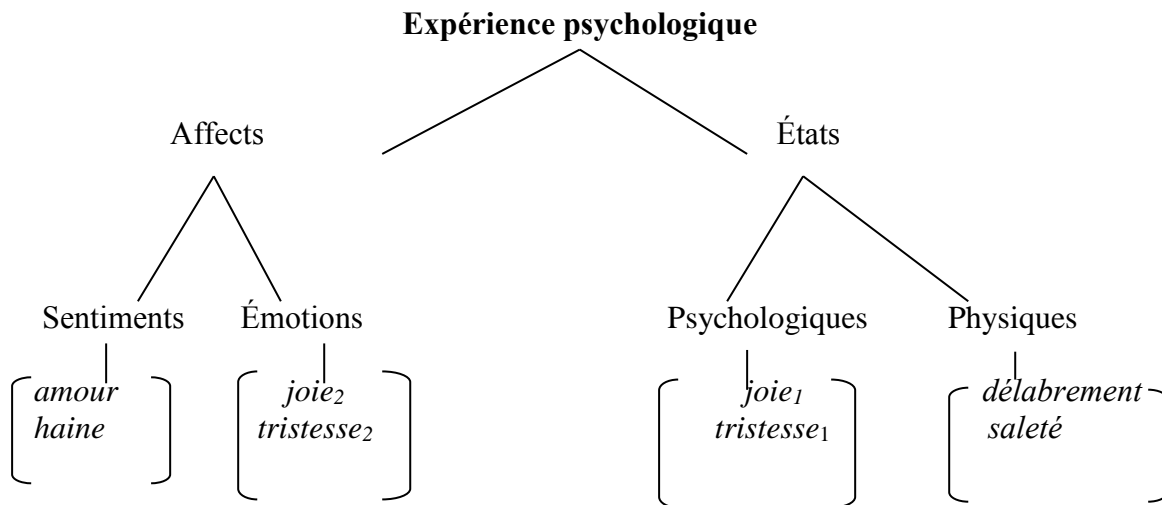 Expérience psychologique
Affects États
Sentiments Émotions Psychologiques Physiques
amour joie₂ joie₁ délabrement
haine tristesse₂ tristesse₁ saleté